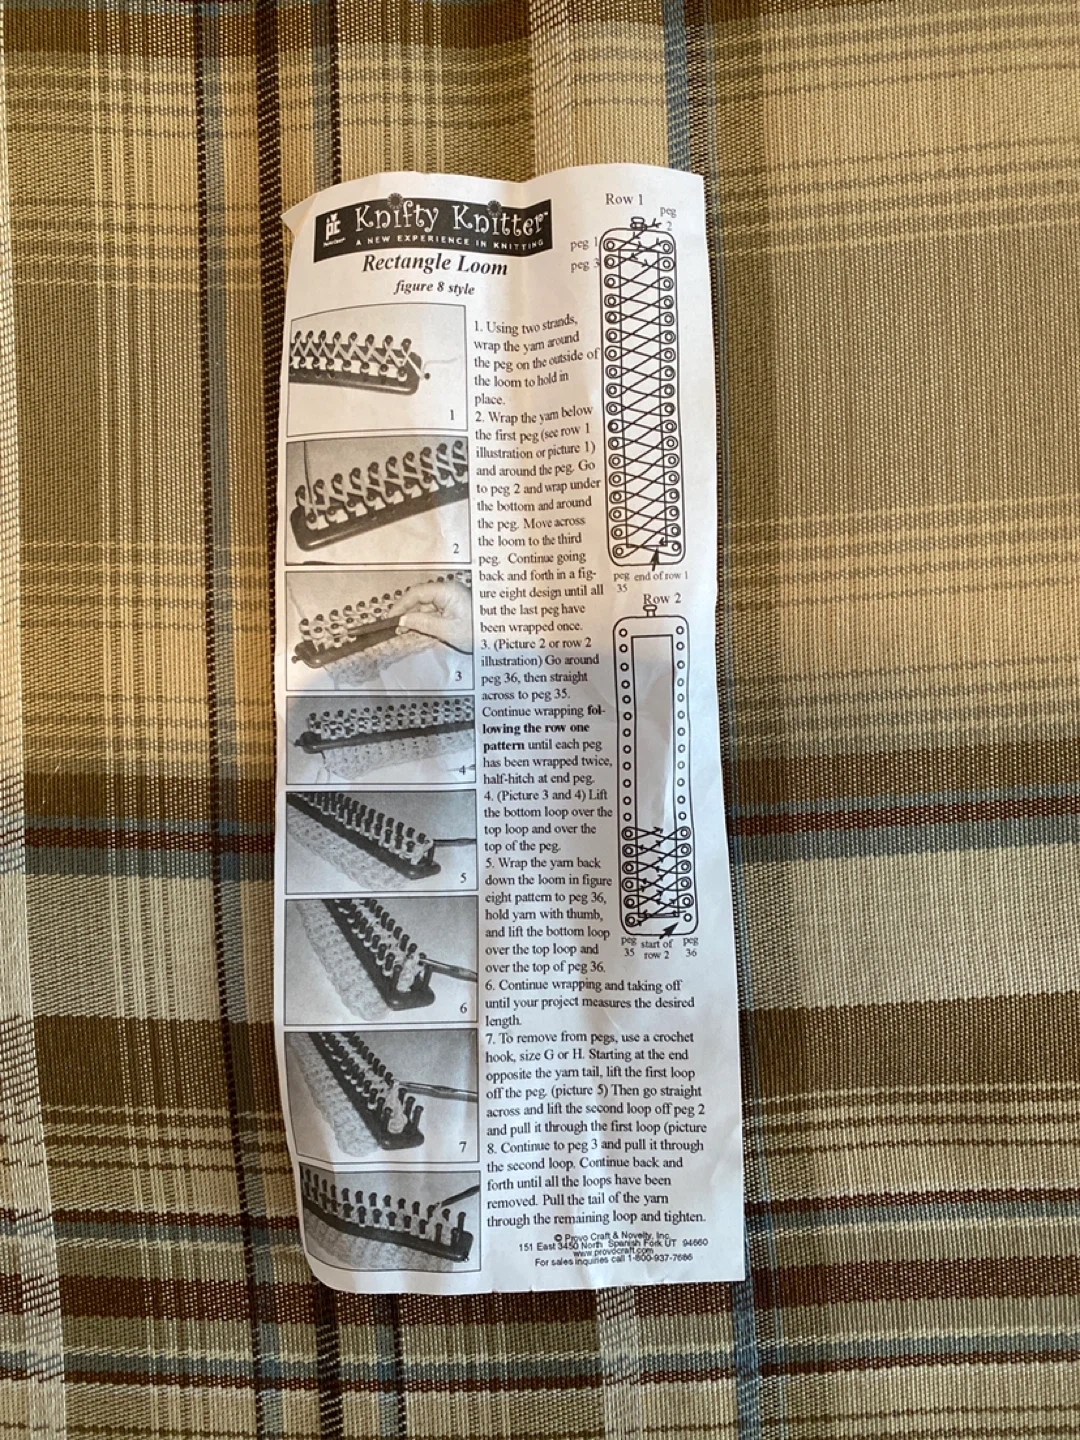 Knifty Knitter™
A NEW EXPERIENCE IN KNITTING
Rectangle Loom
figure 8 style
1. Using two strands,
wrap the yarn around
the peg on the outside of
the loom to hold in
place.
2. Wrap the yarn below
the first peg (see row 1
illustration or picture 1)
and around the peg. Go
to peg 2 and wrap under
the bottom and around
the peg. Move across
the loom to the third
peg. Continue going
back and forth in a fig-
ure eight design until all
but the last peg have
been wrapped once.
3. (Picture 2 or row 2
illustration) Go around
peg 36, then straight
across to peg 35.
Continue wrapping fol-
lowing the row one
pattern until each peg
has been wrapped twice,
half-hitch at end peg.
4. (Picture 3 and 4) Lift
the bottom loop over the
top loop and over the
top of the peg.
5. Wrap the yarn back
down the loom in figure
eight pattern to peg 36,
hold yarn with thumb,
and lift the bottom loop
over the top loop and
over the top of peg 36.
6. Continue wrapping and taking off
until your project measures the desired
length.
7. To remove from pegs, use a crochet
hook, size G or H. Starting at the end
opposite the yarn tail, lift the first loop
off the peg. (picture 5) Then go straight
across and lift the second loop off peg 2
and pull it through the first loop (picture
8. Continue to peg 3 and pull it through
the second loop. Continue back and
forth until all the loops have been
removed. Pull the tail of the yarn
through the remaining loop and tighten.
© Provo Craft & Novelty, Inc.
151 East 3450 North Spanish Fork UT 94660
www.provocraft.com
For sales inquiries call 1-800-937-7686
1
2
3
4
5
6
7
Row 1
peg
2
peg 1
peg 3
peg end of row 1
35
Row 2
peg start of peg
35 row 2 36